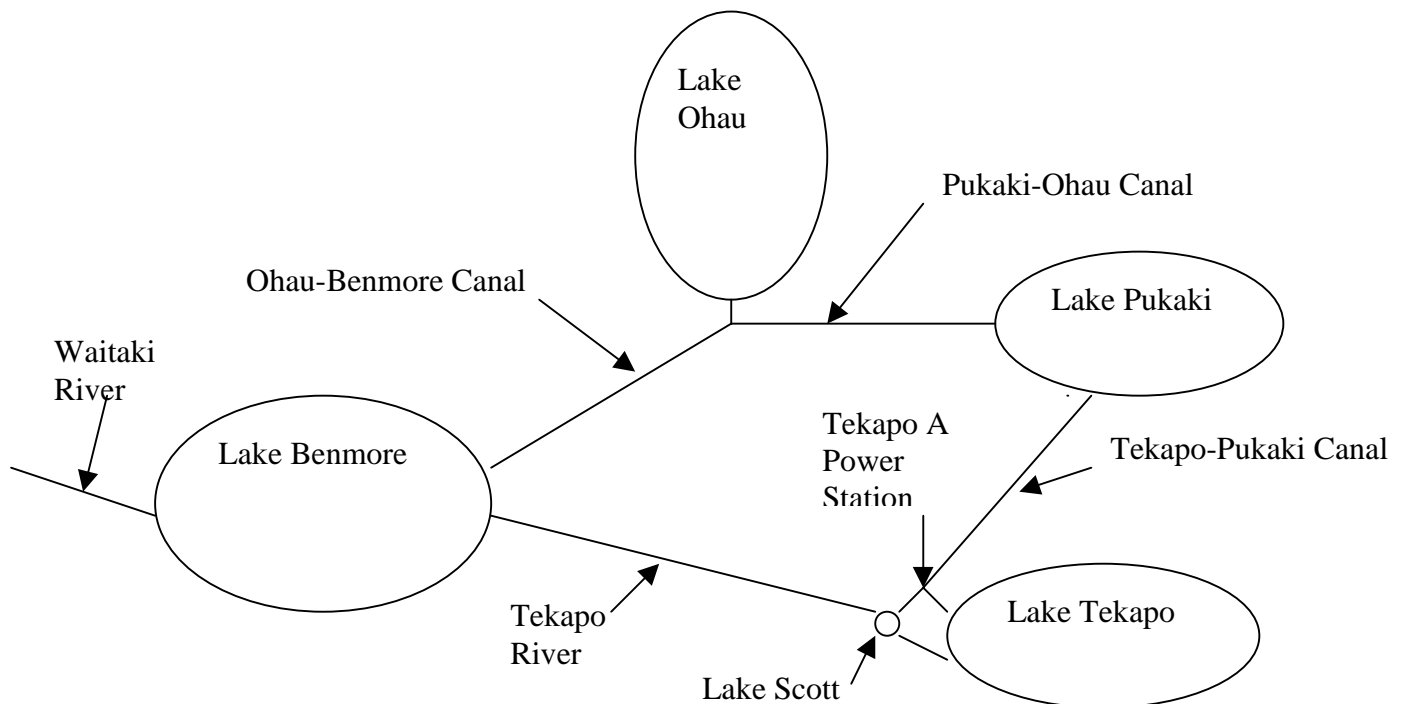 Lake
Ohau
Pukaki-Ohau Canal
Ohau-Benmore Canal
Lake Pukaki
Waitaki
River
Tekapo A
Power
Station
Lake Benmore
Tekapo-Pukaki Canal
Tekapo
River
Lake Tekapo
Lake Scott